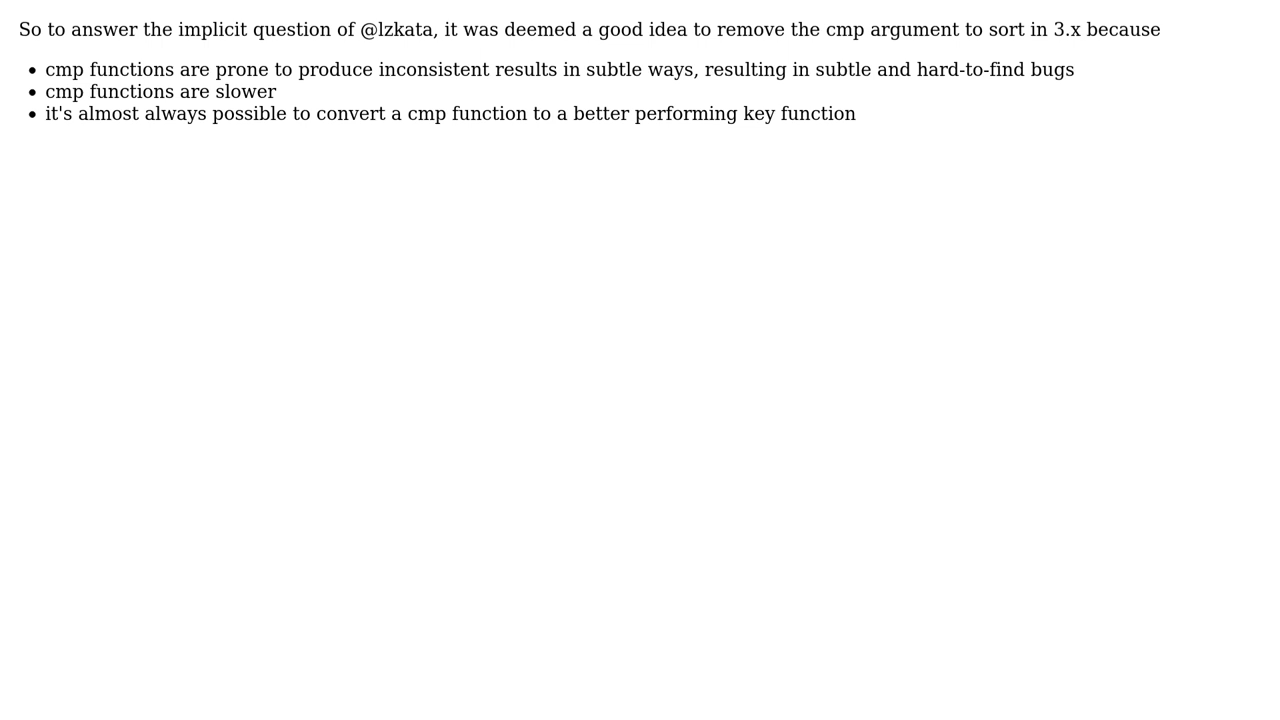 So to answer the implicit question of @lzkata, it was deemed a good idea to remove the cmp argument to sort in 3.x because
• cmp functions are prone to produce inconsistent results in subtle ways, resulting in subtle and hard-to-find bugs
• cmp functions are slower
• it's almost always possible to convert a cmp function to a better performing key function